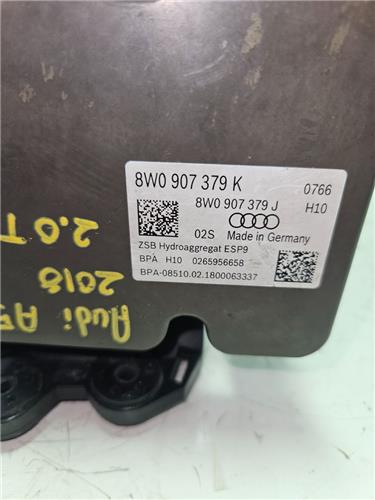 8W0 907 379 K
0766
8W0 907 379 J
H10
02S
Made in Germany
ZSB Hydroaggregat ESP9
BPA H10 0265956658
BPA-08510.02.1800063337
Audi A5
2018
2.0T